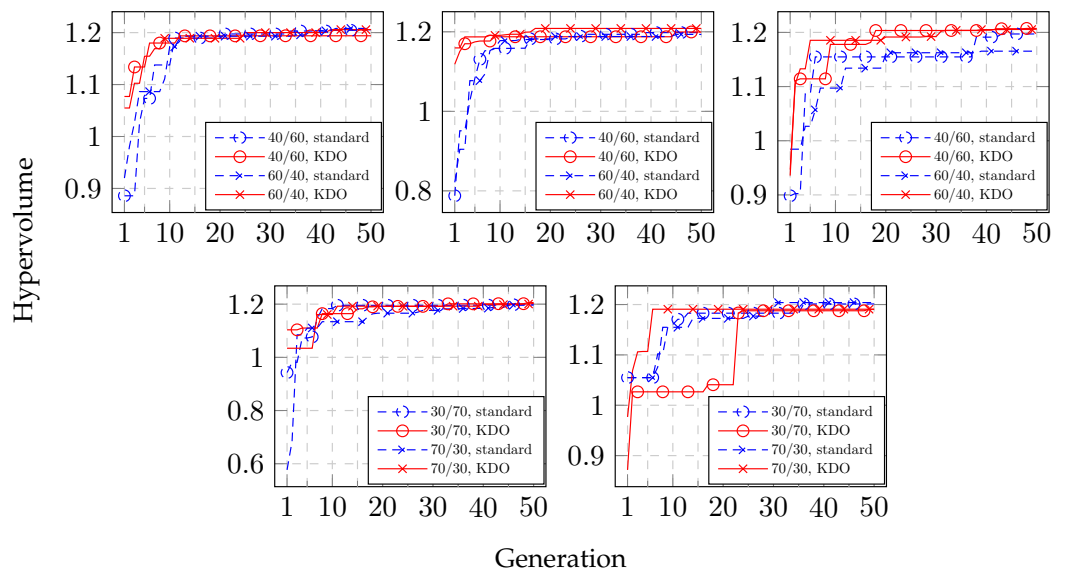 Hypervolume
1.2
1.1
1
0.9
40/60, standard
40/60, KDO
60/40, standard
60/40, KDO
1 10 20 30 40 50
1.2
1
0.8
40/60, standard
40/60, KDO
60/40, standard
60/40, KDO
1 10 20 30 40 50
1.2
1.1
1
0.9
40/60, standard
40/60, KDO
60/40, standard
60/40, KDO
1 10 20 30 40 50
1.2
1
0.8
0.6
30/70, standard
30/70, KDO
70/30, standard
70/30, KDO
1 10 20 30 40 50
1.2
1.1
1
0.9
30/70, standard
30/70, KDO
70/30, standard
70/30, KDO
1 10 20 30 40 50
Generation